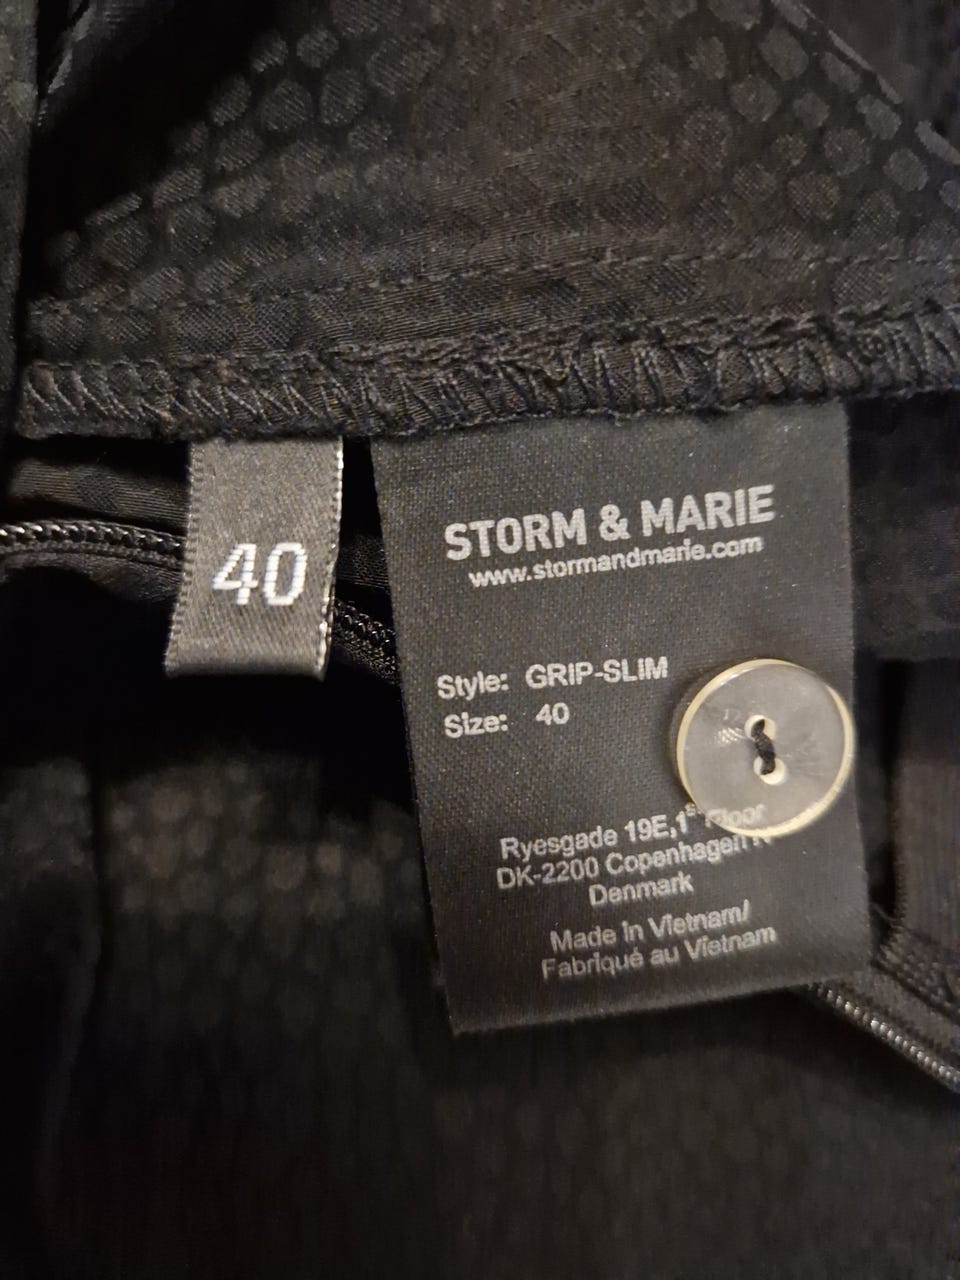 40
STORM & MARIE
www.stormandmarie.com
Style: GRIP-SLIM
Size: 40
Ryesgade 19E,1st Floor
DK-2200 Copenhagen N
Denmark
Made in Vietnam/
Fabriqué au Vietnam